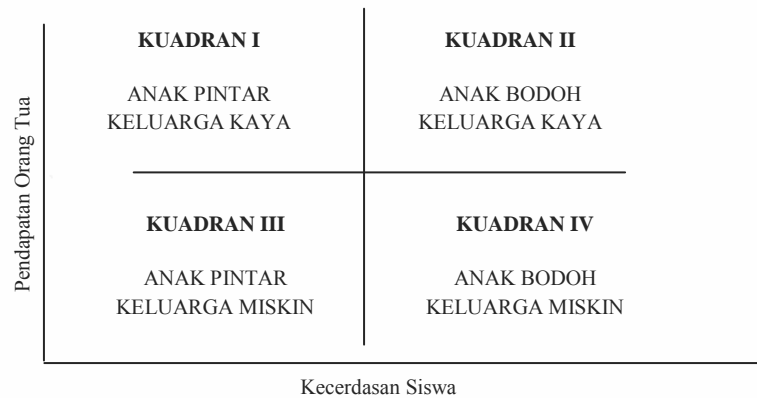 KUADRAN I
ANAK PINTAR
KELUARGA KAYA
KUADRAN II
ANAK BODOH
KELUARGA KAYA
Pendapatan Orang Tua
KUADRAN III
ANAK PINTAR
KELUARGA MISKIN
KUADRAN IV
ANAK BODOH
KELUARGA MISKIN
Kecerdasan Siswa